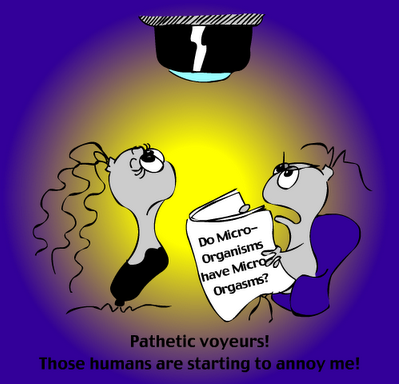 Do Micro-
Organisms
have Micro
Orgasms?
Pathetic voyeurs!
Those humans are starting to annoy me!